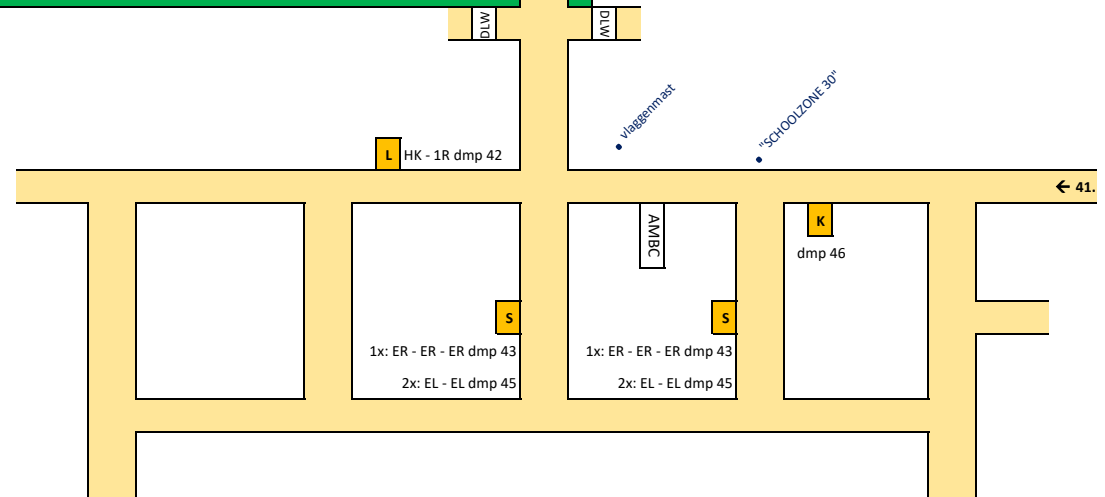 DLW
DLW
vlaggenmast
"SCHOOLZONE 30"
L HK - 1R dmp 42
← 41.
AMBC
K
dmp 46
S
S
1x: ER - ER - ER dmp 43
1x: ER - ER - ER dmp 43
2x: EL - EL dmp 45
2x: EL - EL dmp 45